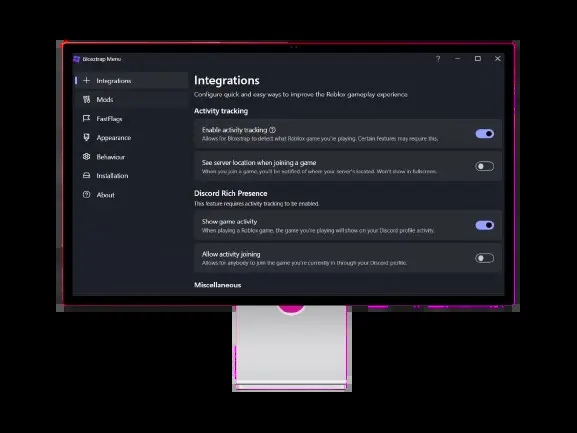 Bloxstrap Menu
?
Integrations
Mods
FastFlags
Appearance
Behaviour
Installation
About
Integrations
Configure quick and easy ways to improve the Roblox gameplay experience
Activity tracking
Enable activity tracking ?
Allows for Bloxstrap to detect what Roblox game you're playing. Certain features may require this.
See server location when joining a game
When you join a game, you'll be notified of where your server's located. Won't show in fullscreen.
Discord Rich Presence
This feature requires activity tracking to be enabled.
Show game activity
When playing a Roblox game, the game you're playing will show on your Discord profile activity.
Allow activity joining
Allows for anybody to join the game you're currently in through your Discord profile.
Miscellaneous